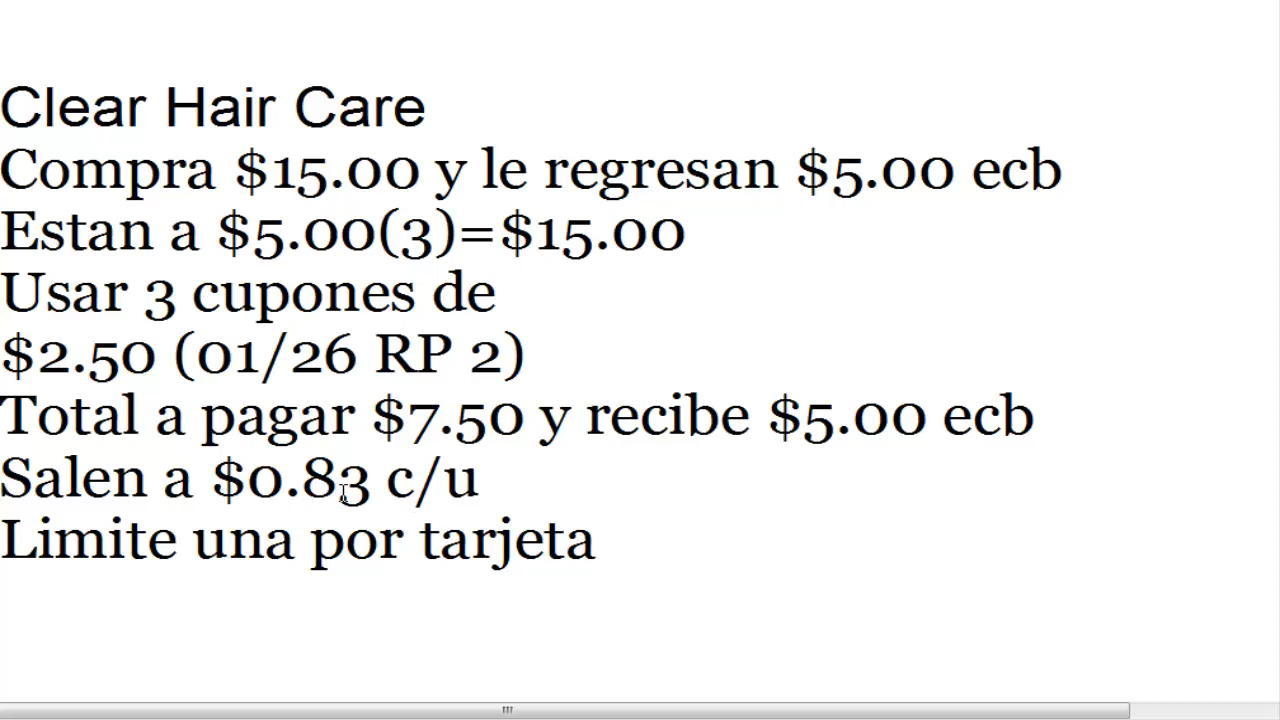 Clear Hair Care
Compra $15.00 y le regresan $5.00 ecb
Estan a $5.00(3)=$15.00
Usar 3 cupones de
$2.50 (01/26 RP 2)
Total a pagar $7.50 y recibe $5.00 ecb
Salen a $0.83 c/u
Limite una por tarjeta